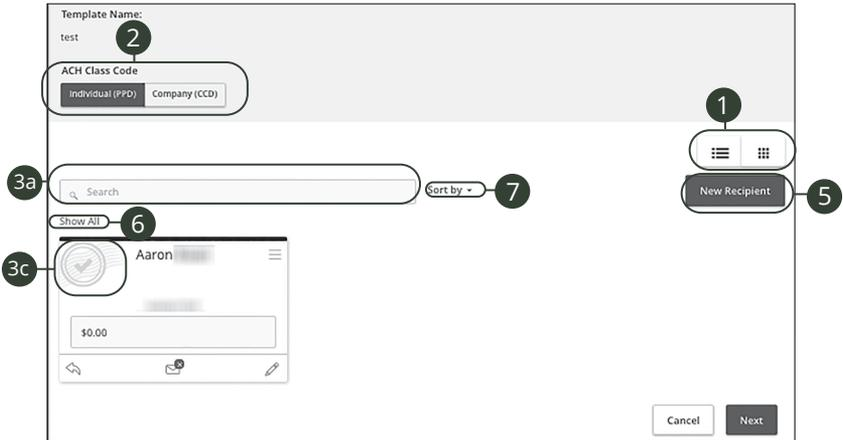 Template Name:
test
2
ACH Class Code
Individual (PPD) Company (CCD)
1
3a
Search
Sort by
7
New Recipient
5
Show All
6
3c
Aaron
$0.00
x
Cancel Next